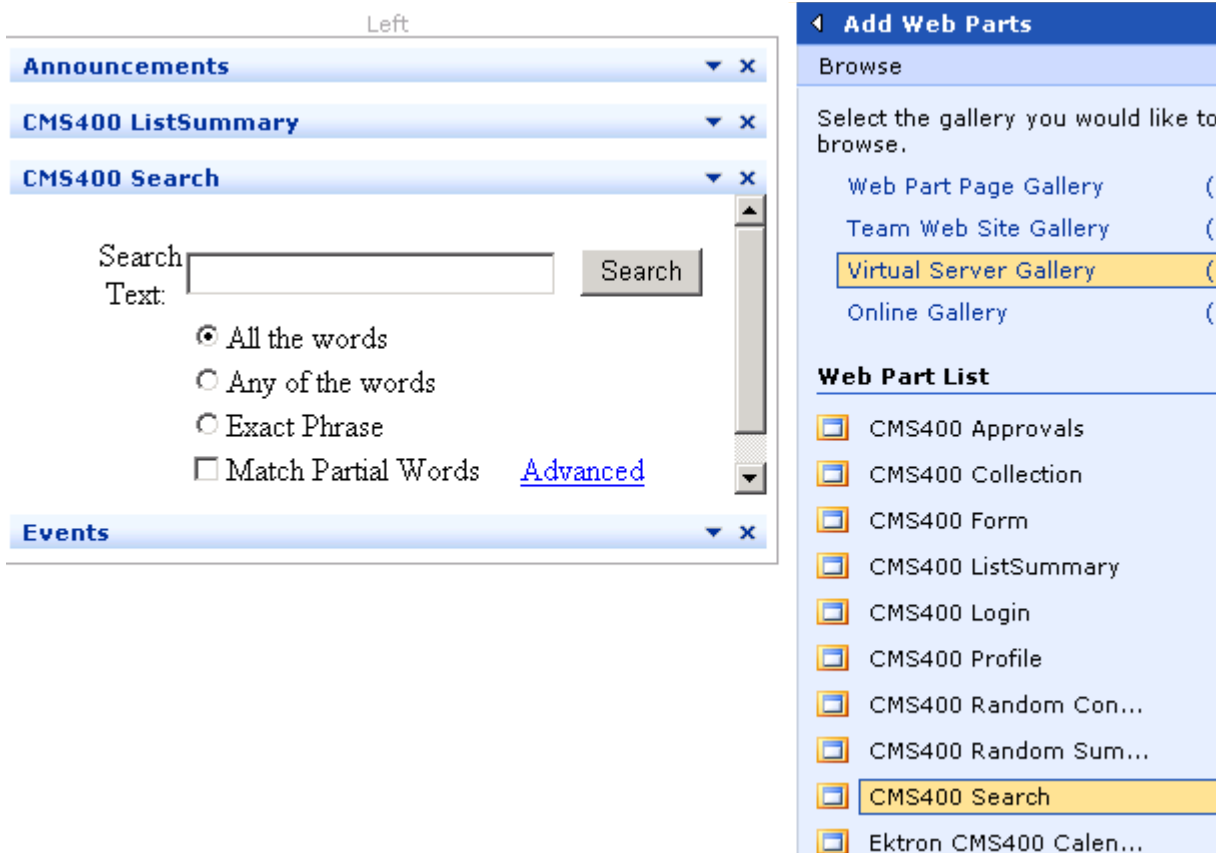 Left
Announcements
CMS400 ListSummary
CMS400 Search
Search
Text:
Search
All the words
Any of the words
Exact Phrase
Match Partial Words Advanced
Events
Add Web Parts
Browse
Select the gallery you would like to
browse.
Web Part Page Gallery (
Team Web Site Gallery (
Virtual Server Gallery (
Online Gallery (
Web Part List
CMS400 Approvals
CMS400 Collection
CMS400 Form
CMS400 ListSummary
CMS400 Login
CMS400 Profile
CMS400 Random Con...
CMS400 Random Sum...
CMS400 Search
Ektron CMS400 Calen...